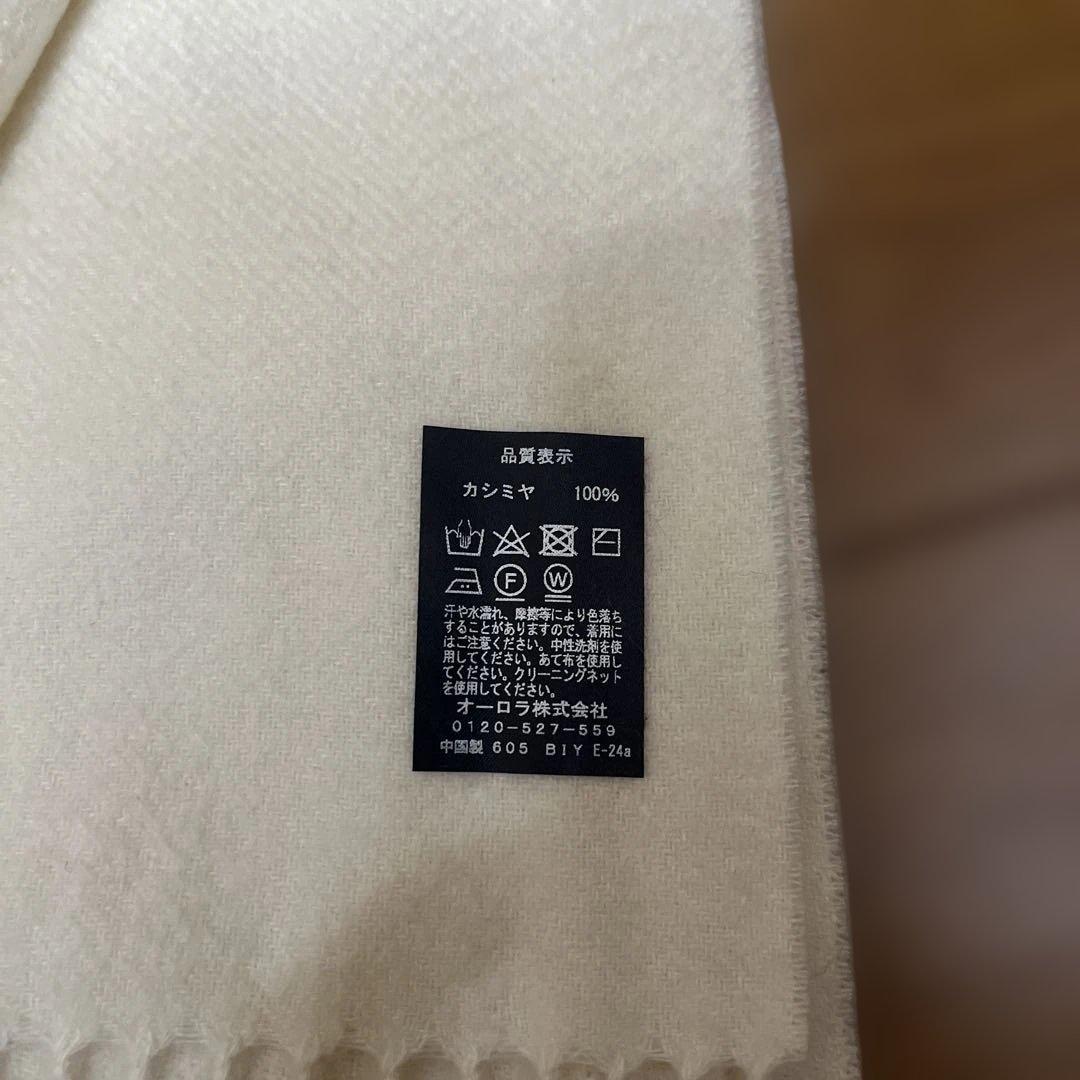 品質表示
カシミヤ 100%
F W
汗や水濡れ、摩擦等により色落ち
することがありますので、着用に
はご注意ください。中性洗剤を使
用してください。あて布を使用し
てください。クリーニングネット
を使用してください。
オーロラ株式会社
0120-527-559
中国製 605 BIY E-24a